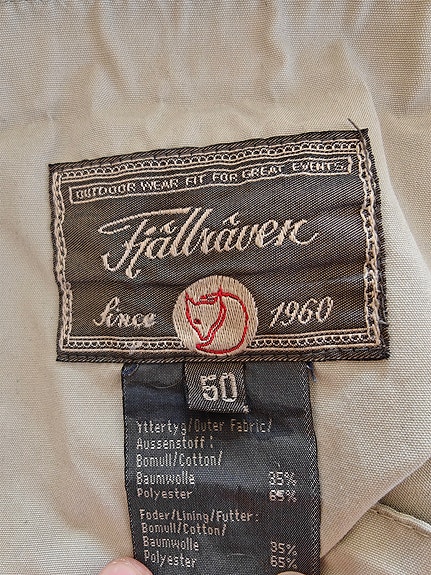 OUTDOOR WEAR FIT FOR GREAT EVENTS
Fjällräven
Since 1960
50
Yttertyg/Outer Fabric/
Aussenstoff:
Bomull/Cotton/
Baumwolle 35%
Polyester 65%
Foder/Lining/Futter:
Bomull/Cotton/
Baumwolle 35%
Polyester 65%